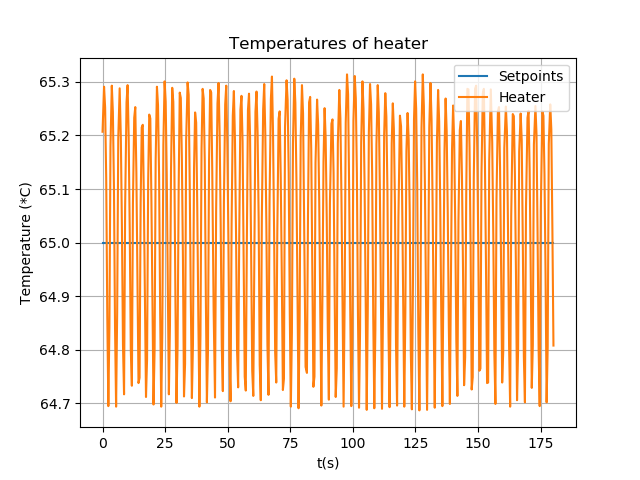 Temperatures of heater
Setpoints
Heater
65.3
65.2
65.1
65.0
64.9
64.8
64.7
Temperature (*C)
0 25 50 75 100 125 150 175
t(s)